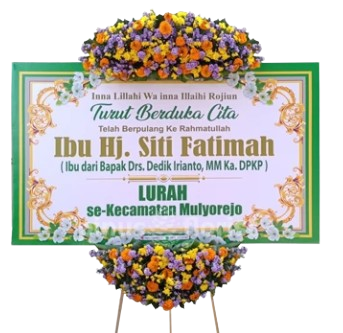 Inna Lillahi Wa inna Illaihi Rojiun
Turut Berduka Cita
Telah Berpulang Ke Rahmatullah
Ibu Hj. Siti Fatimah
( Ibu dari Bapak Drs. Dedik Irianto, MM Ka. DPKP )
LURAH
se-Kecamatan Mulyorejo